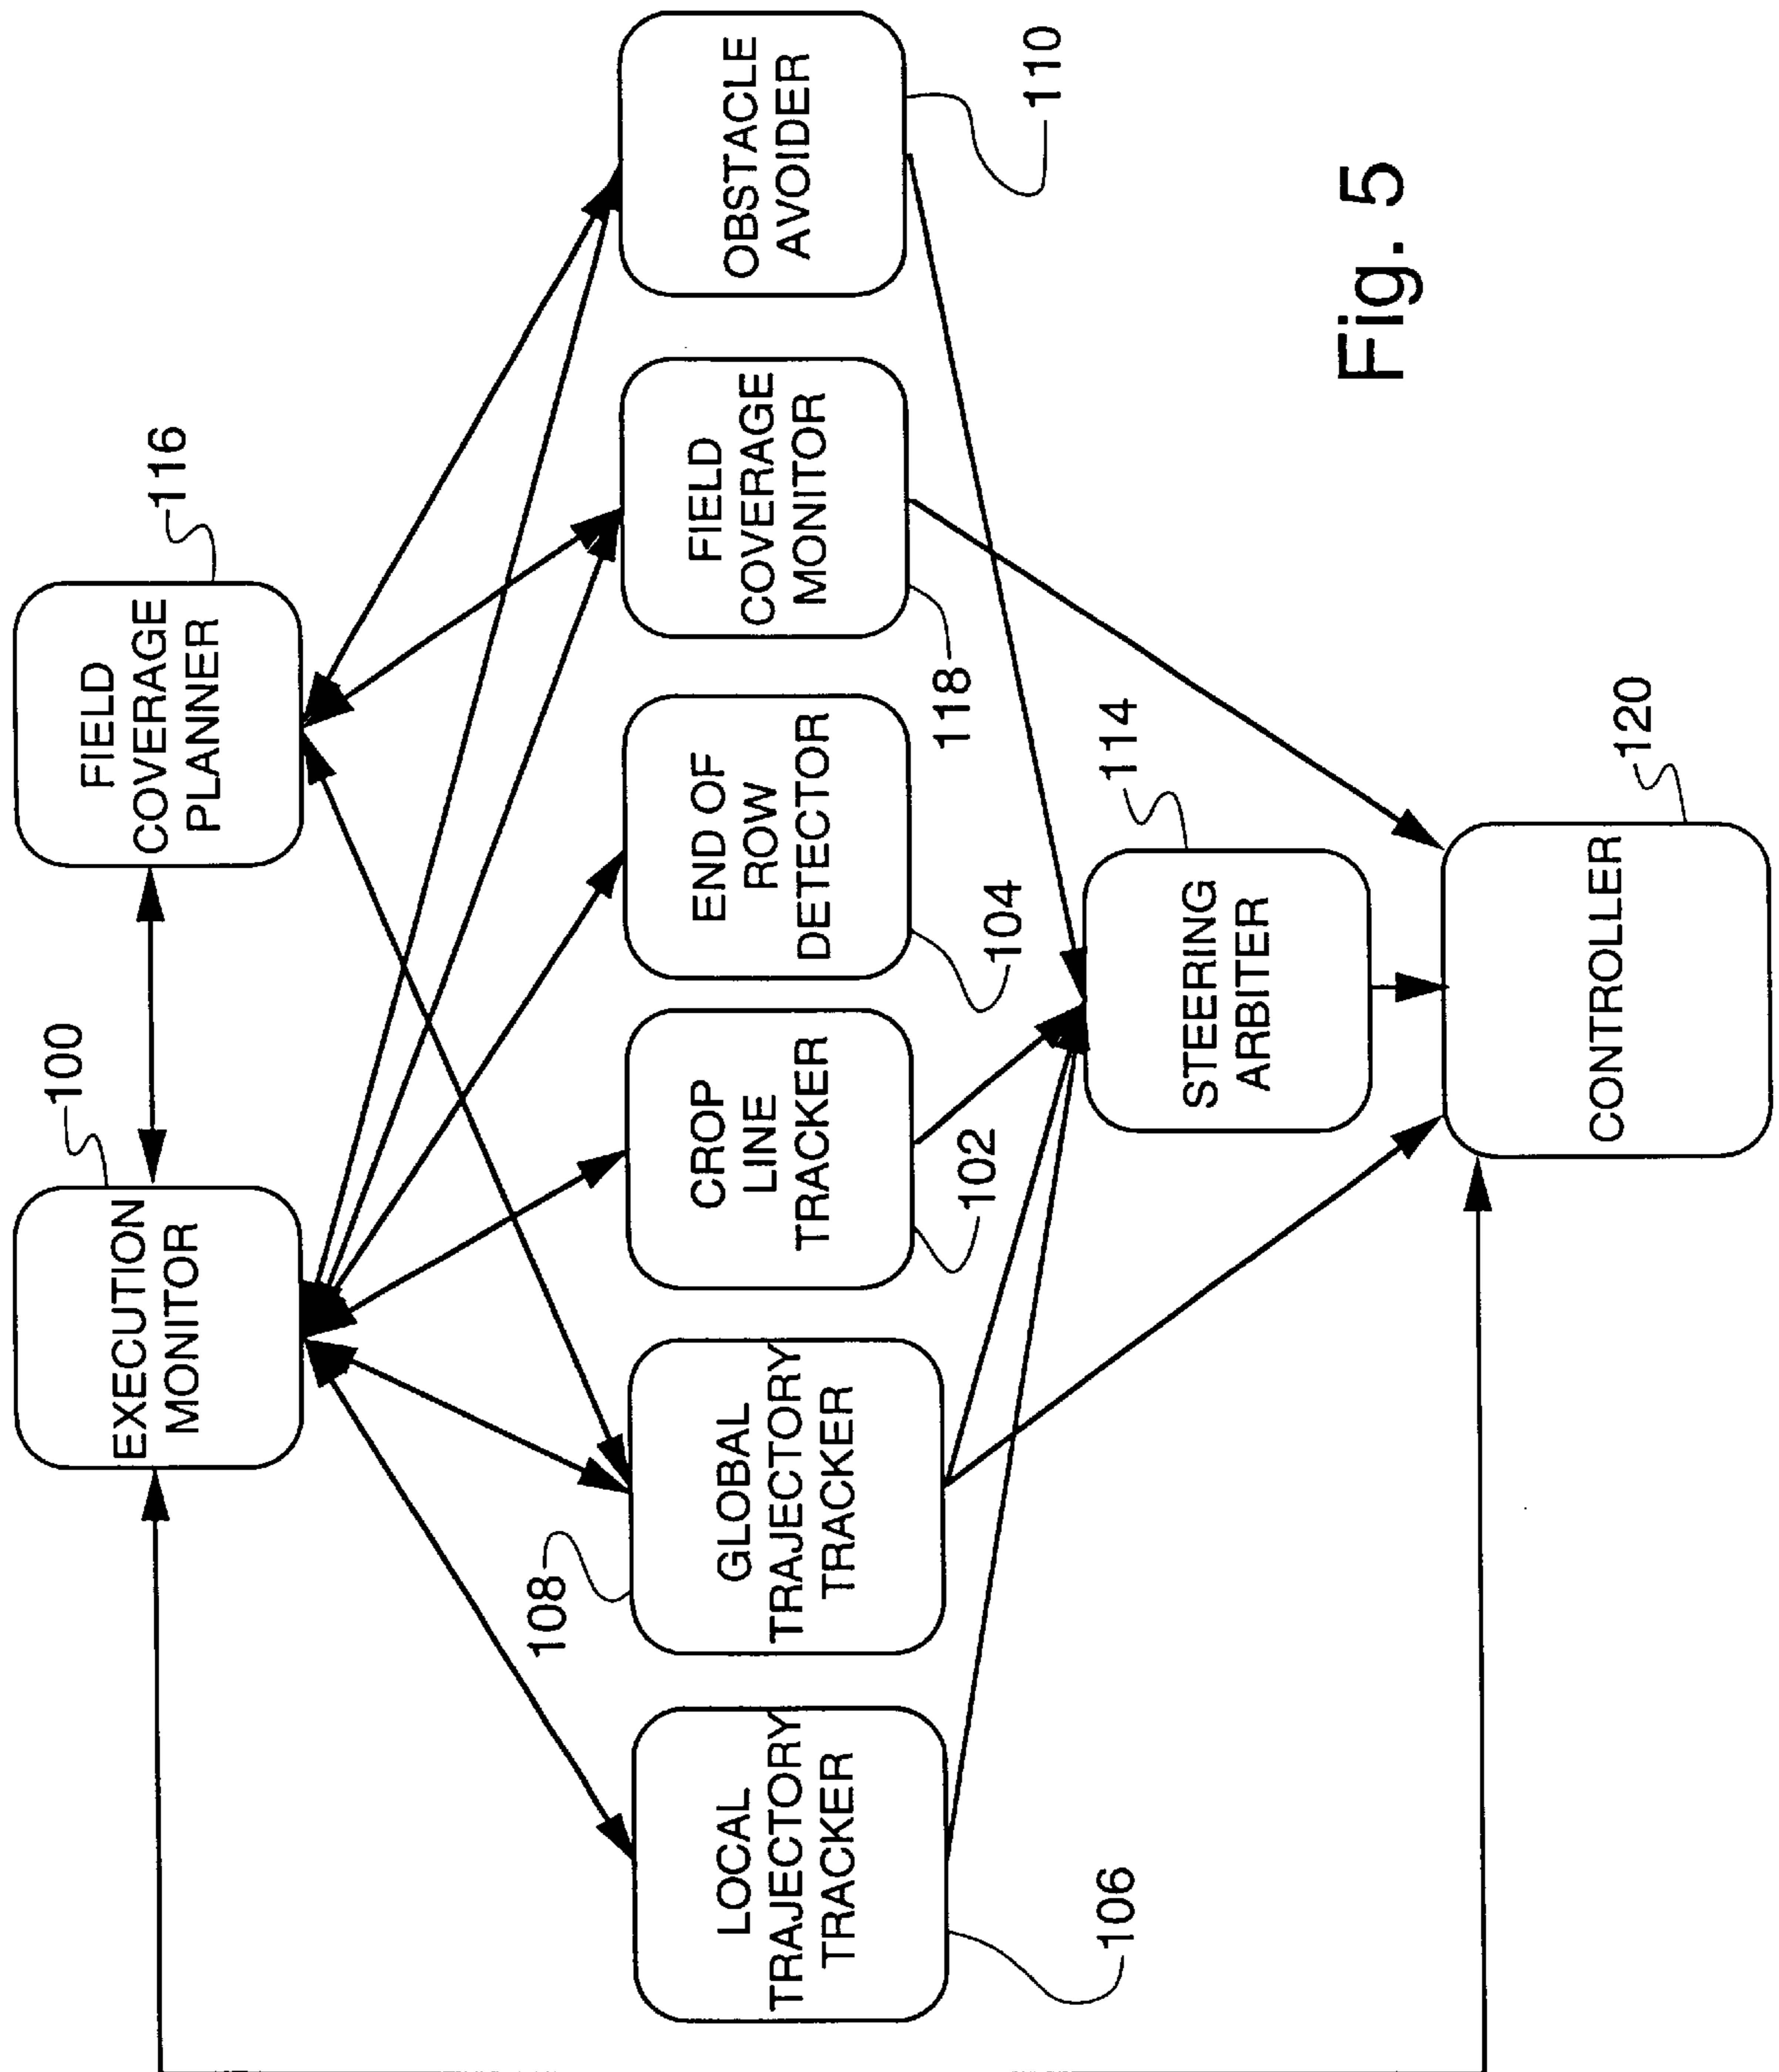 100
EXECUTION
MONITOR
116
FIELD
COVERAGE
PLANNER
108
LOCAL
TRAJECTORY
TRACKER
106
GLOBAL
TRAJECTORY
TRACKER
CROP
LINE
TRACKER
102
END OF
ROW
DETECTOR
104
FIELD
COVERAGE
MONITOR
118
OBSTACLE
AVOIDER
110
STEERING
ARBITER
114
CONTROLLER
120
Fig. 5